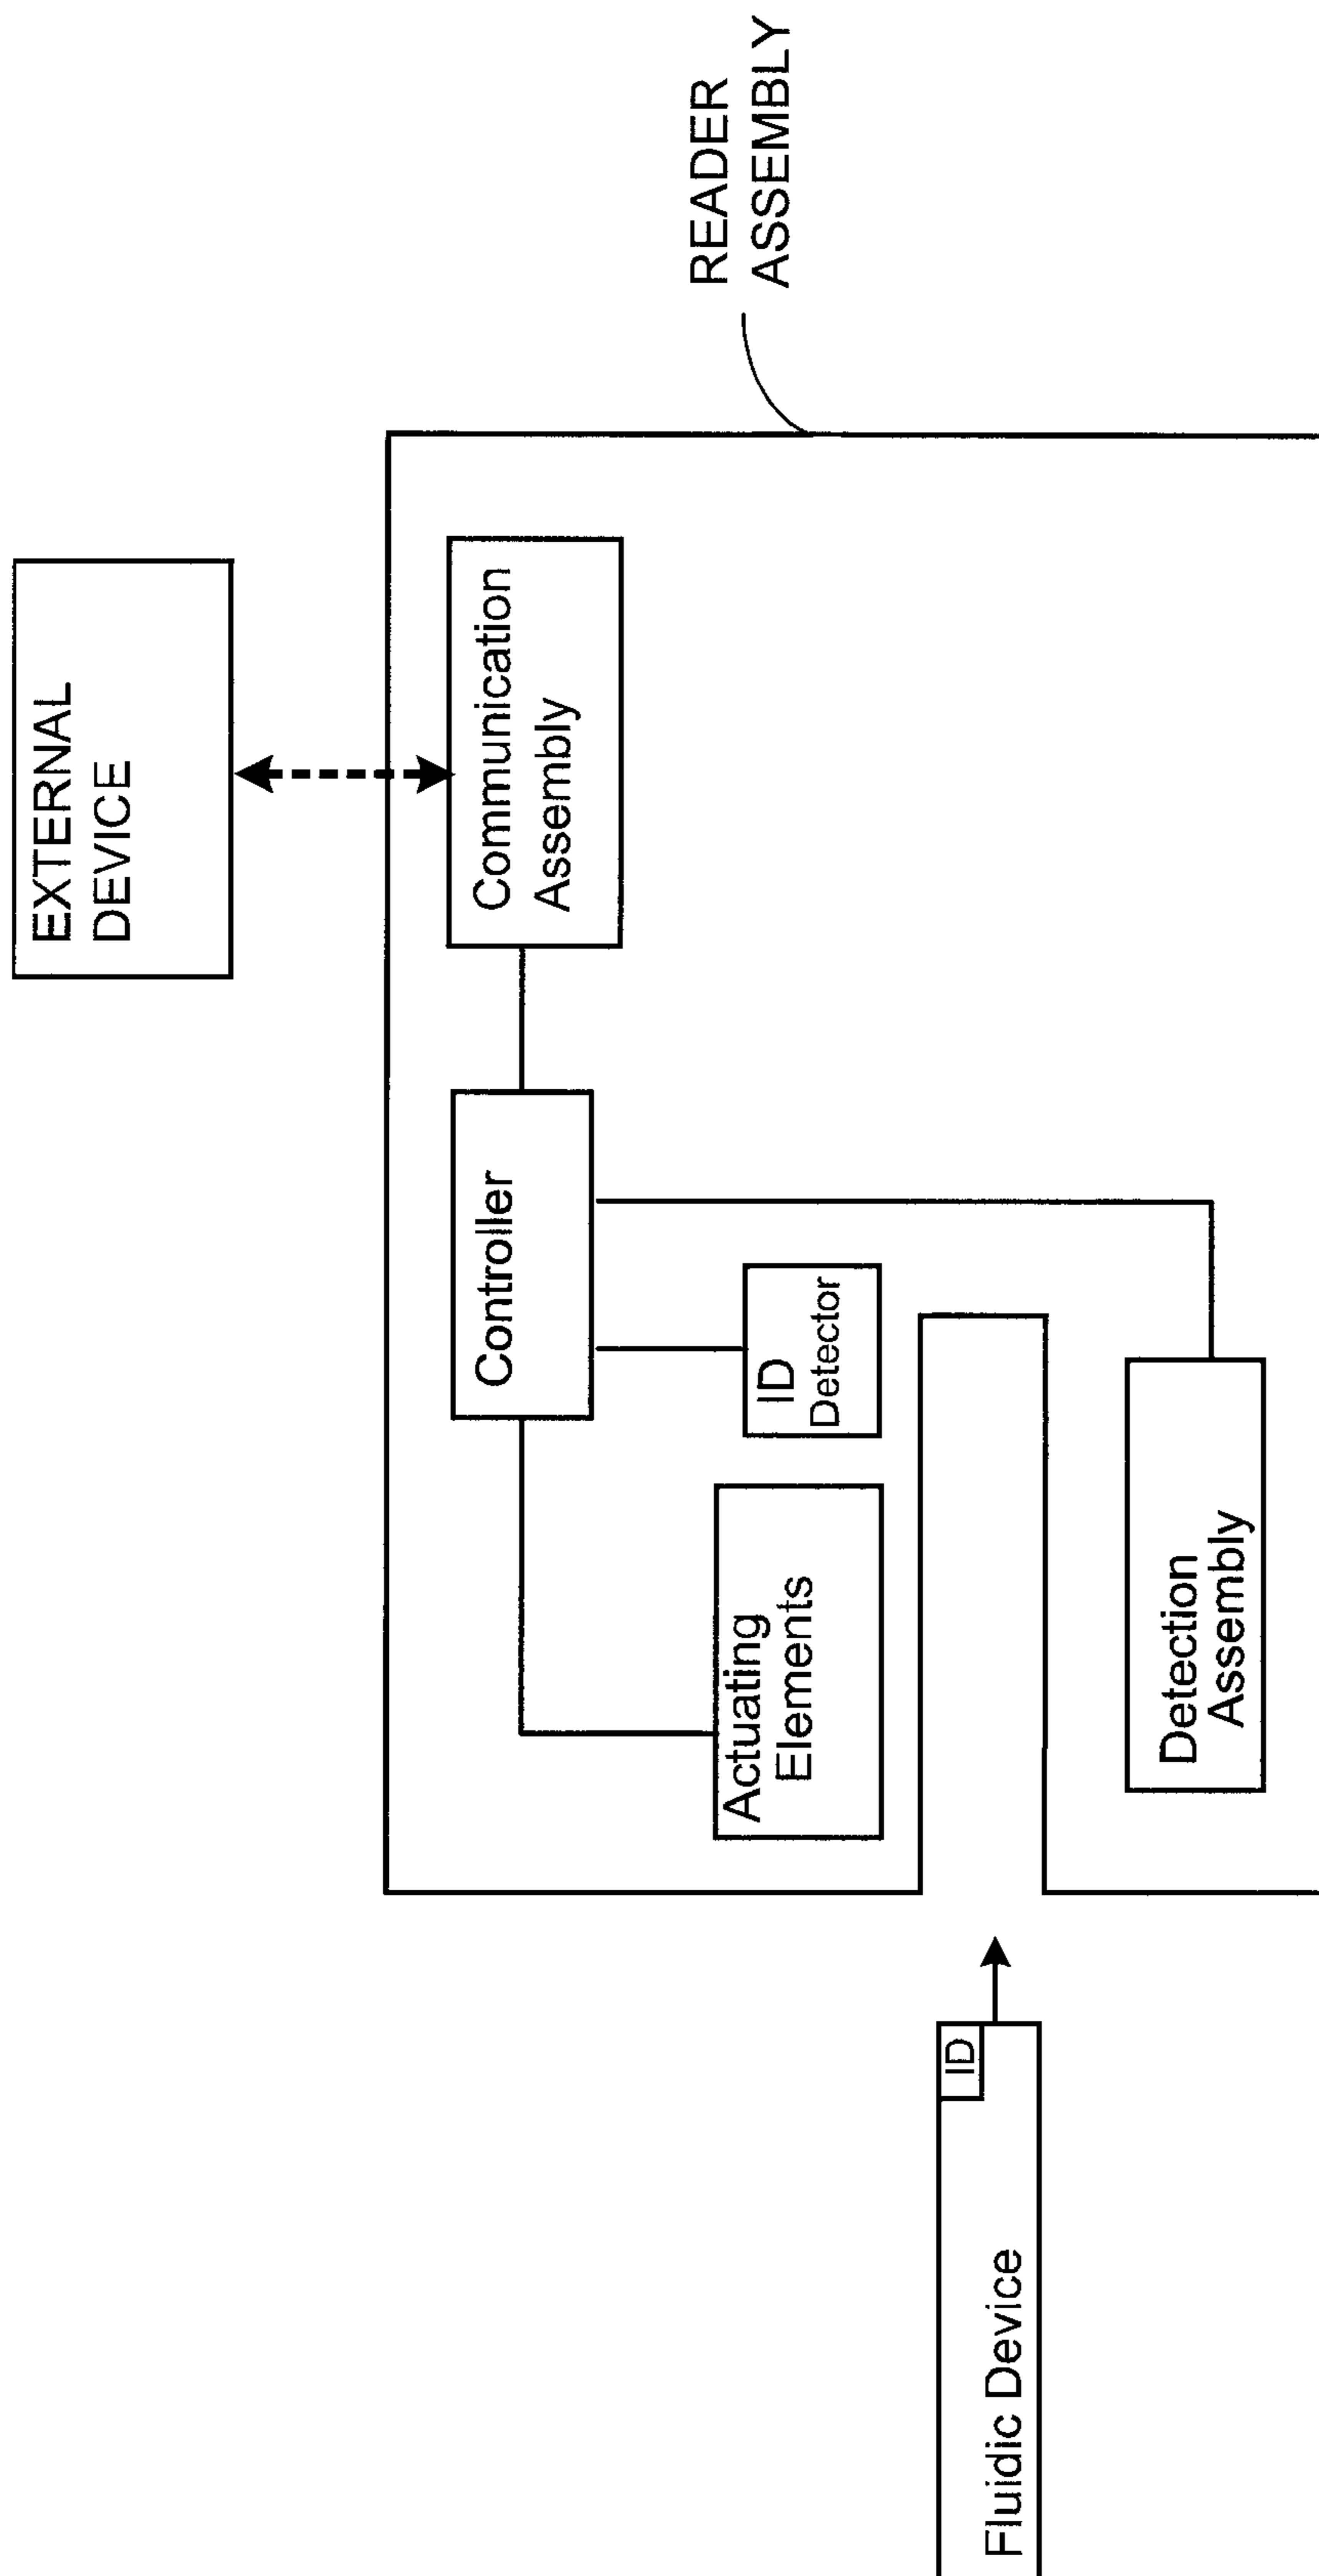 EXTERNAL
DEVICE
READER
ASSEMBLY
Communication
Assembly
Controller
ID
Detector
Actuating
Elements
Detection
Assembly
ID
Fluidic Device